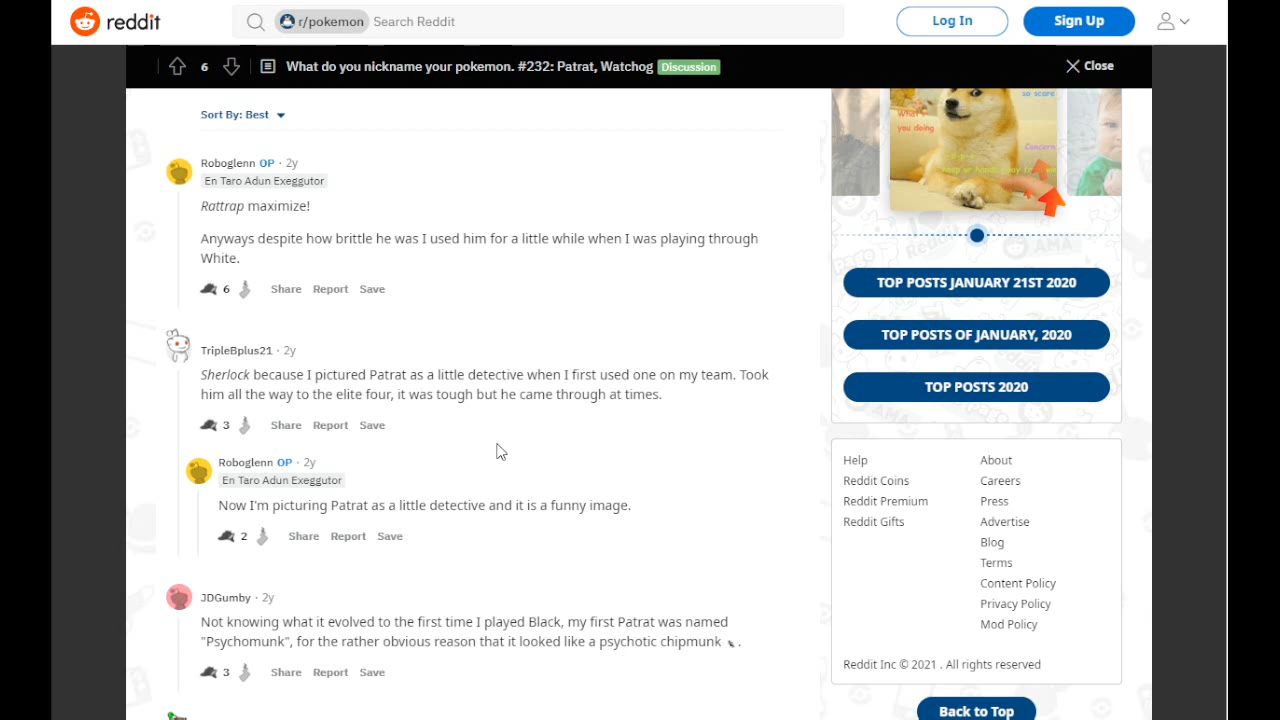 reddit
r/pokemon Search Reddit
Log In
Sign Up
6 What do you nickname your pokemon. #232: Patrat, Watchog Discussion
Close
Sort By: Best
Roboglenn OP · 2y
En Taro Adun Exeggutor
Rattrap maximize!
Anyways despite how brittle he was I used him for a little while when I was playing through
White.
6 Share Report Save
TripleBplus21 · 2y
Sherlock because I pictured Patrat as a little detective when I first used one on my team. Took
him all the way to the elite four, it was tough but he came through at times.
3 Share Report Save
Roboglenn OP · 2y
En Taro Adun Exeggutor
Now I'm picturing Patrat as a little detective and it is a funny image.
2 Share Report Save
JDGumby · 2y
Not knowing what it evolved to the first time I played Black, my first Patrat was named
"Psychomunk", for the rather obvious reason that it looked like a psychotic chipmunk .
3 Share Report Save
so scare
What
you doing
Concern
TOP POSTS JANUARY 21ST 2020
TOP POSTS OF JANUARY, 2020
TOP POSTS 2020
Help
Reddit Coins
Reddit Premium
Reddit Gifts
About
Careers
Press
Advertise
Blog
Terms
Content Policy
Privacy Policy
Mod Policy
Reddit Inc © 2021 . All rights reserved
Back to Top